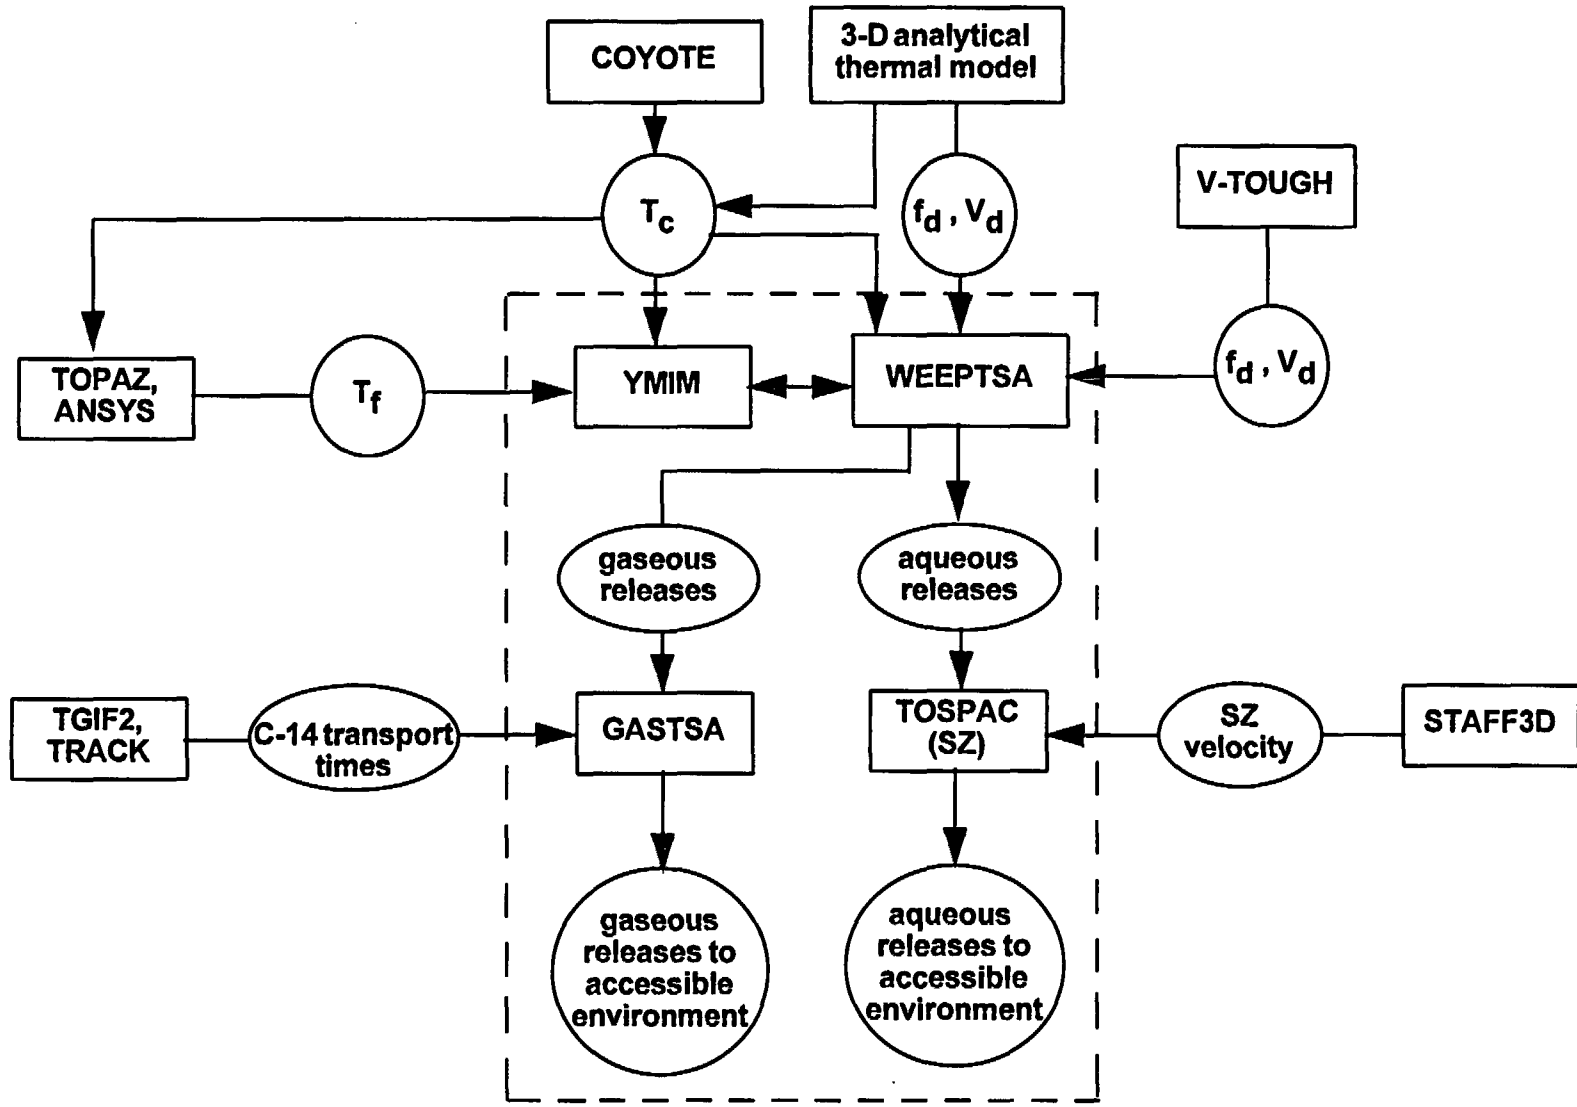 COYOTE
3-D analytical
thermal model
V-TOUGH
Tc
fd , Vd
TOPAZ,
ANSYS
Tf
YMIM
WEEPTSA
fd , Vd
gaseous
releases
aqueous
releases
TGIF2,
TRACK
C-14 transport
times
GASTSA
TOSPAC
(SZ)
SZ
velocity
STAFF3D
gaseous
releases to
accessible
environment
aqueous
releases to
accessible
environment